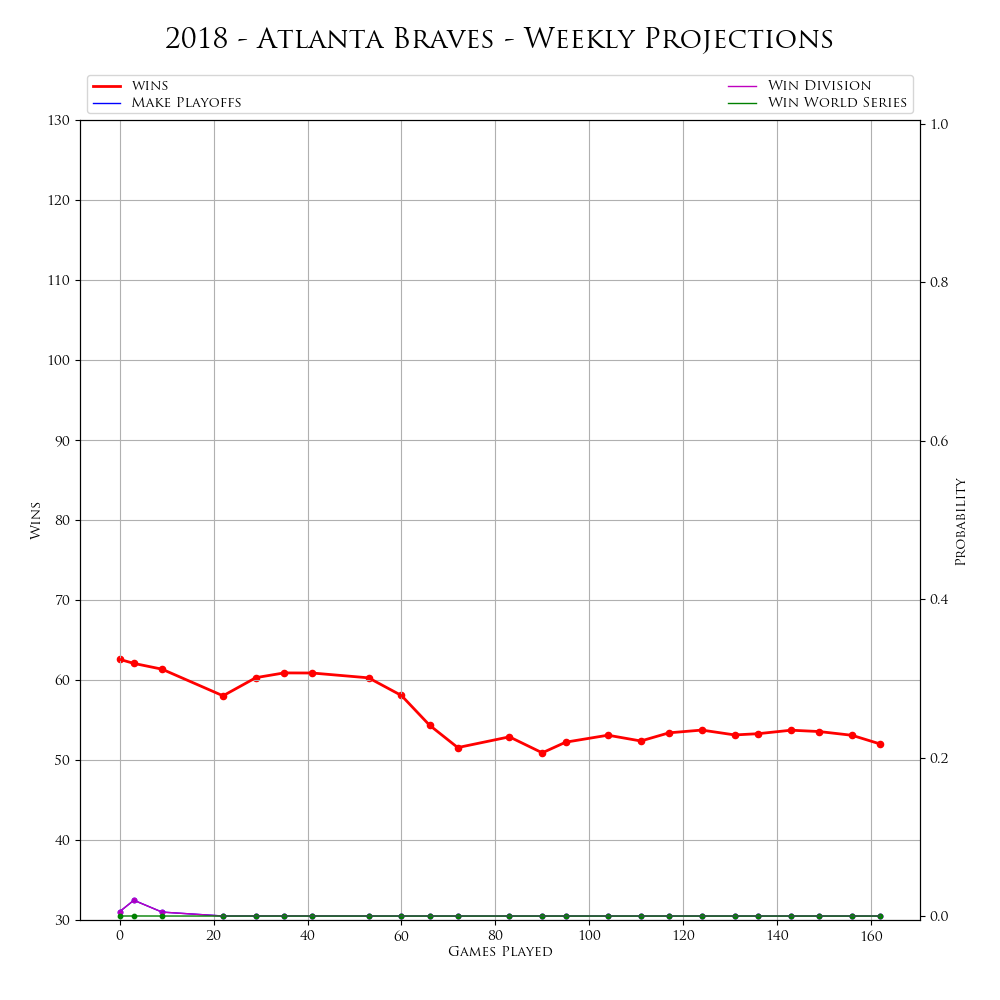 2018 - Atlanta Braves - Weekly Projections
wins
Make Playoffs
Win Division
Win World Series
130
120
110
100
90
80
70
60
50
40
30
Wins
1.0
0.8
0.6
0.4
0.2
0.0
Probability
0 20 40 60 80 100 120 140 160
Games Played